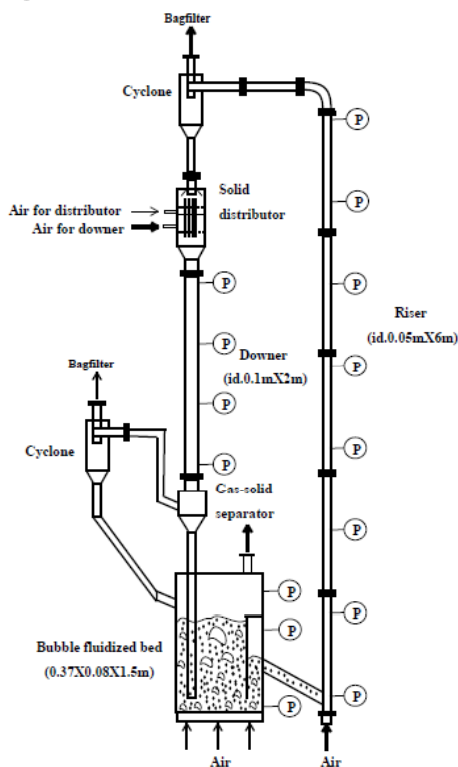 Bagfilter
Cyclone
P
P
Solid
distributor
Air for distributor
Air for downer
P
P
Riser
(id.0.05mX6m)
P
Downer
(id.0.1mX2m)
P
Bagfilter
P
P
Cyclone
P
Gas-solid
separator
P
P
P
P
Bubble fluidized bed
(0.37X0.08X1.5m)
P
P
Air
Air